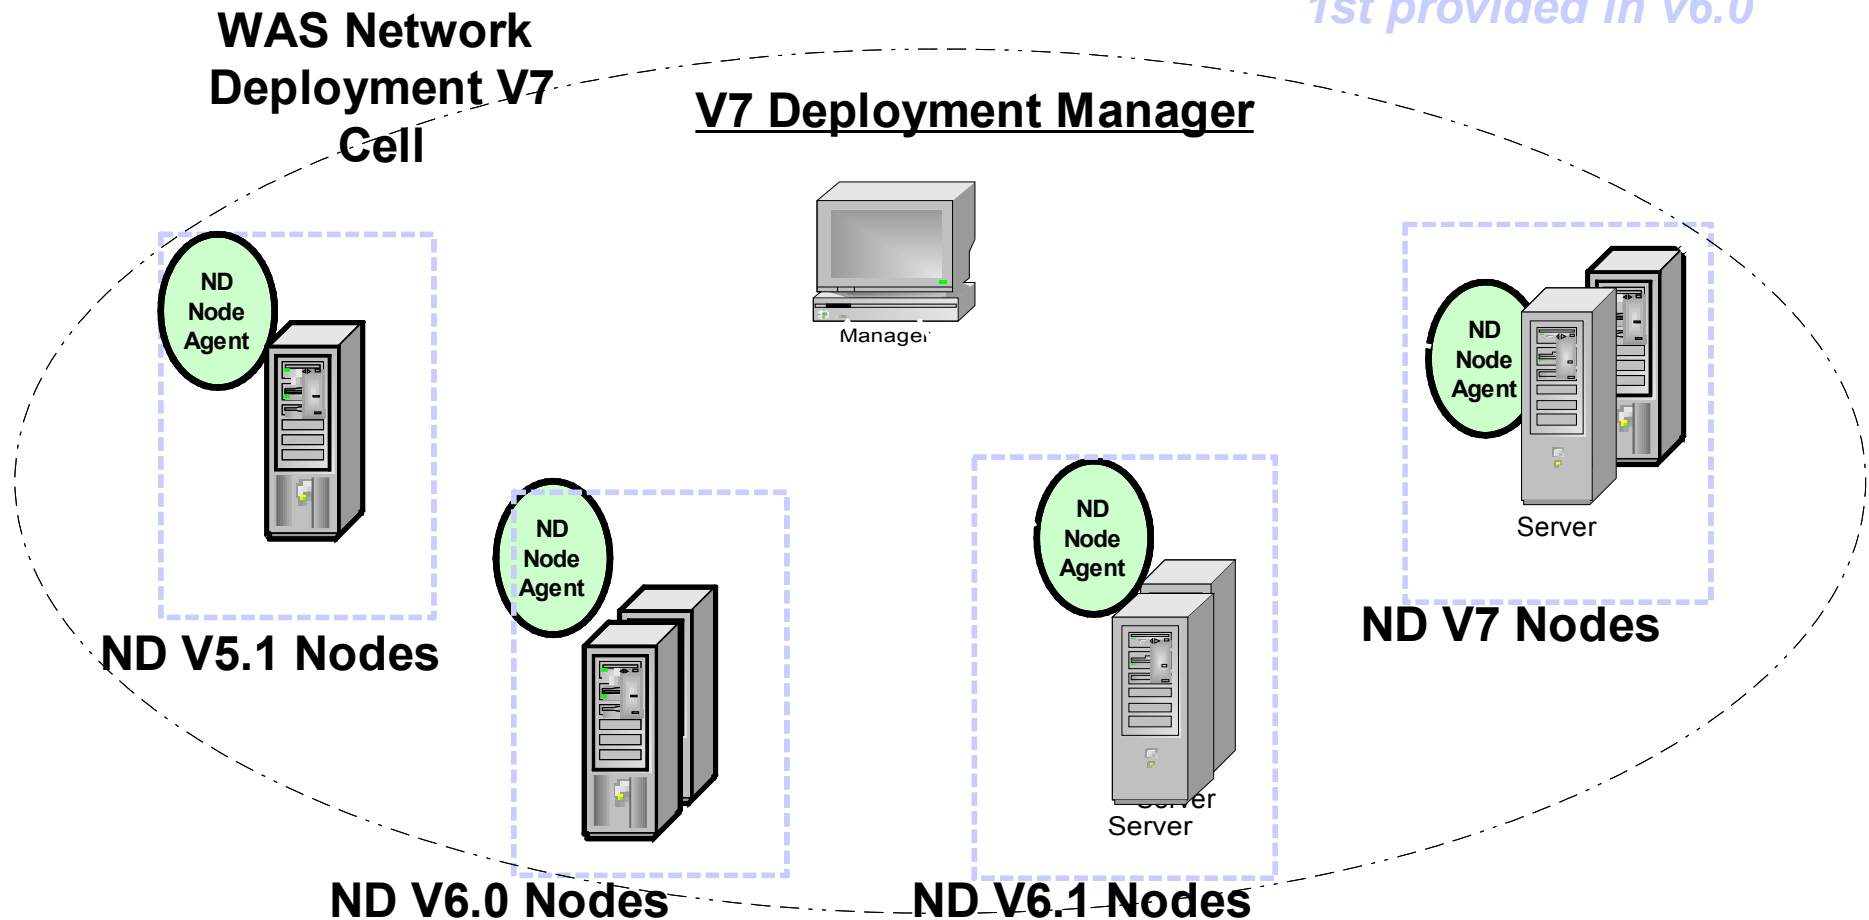 1st provided in V6.0
WAS Network
Deployment V7
Cell
V7 Deployment Manager
Manager
ND
Node
Agent
ND V5.1 Nodes
ND
Node
Agent
ND V6.0 Nodes
ND
Node
Agent
Server
Server
ND V6.1 Nodes
ND
Node
Agent
Server
ND V7 Nodes